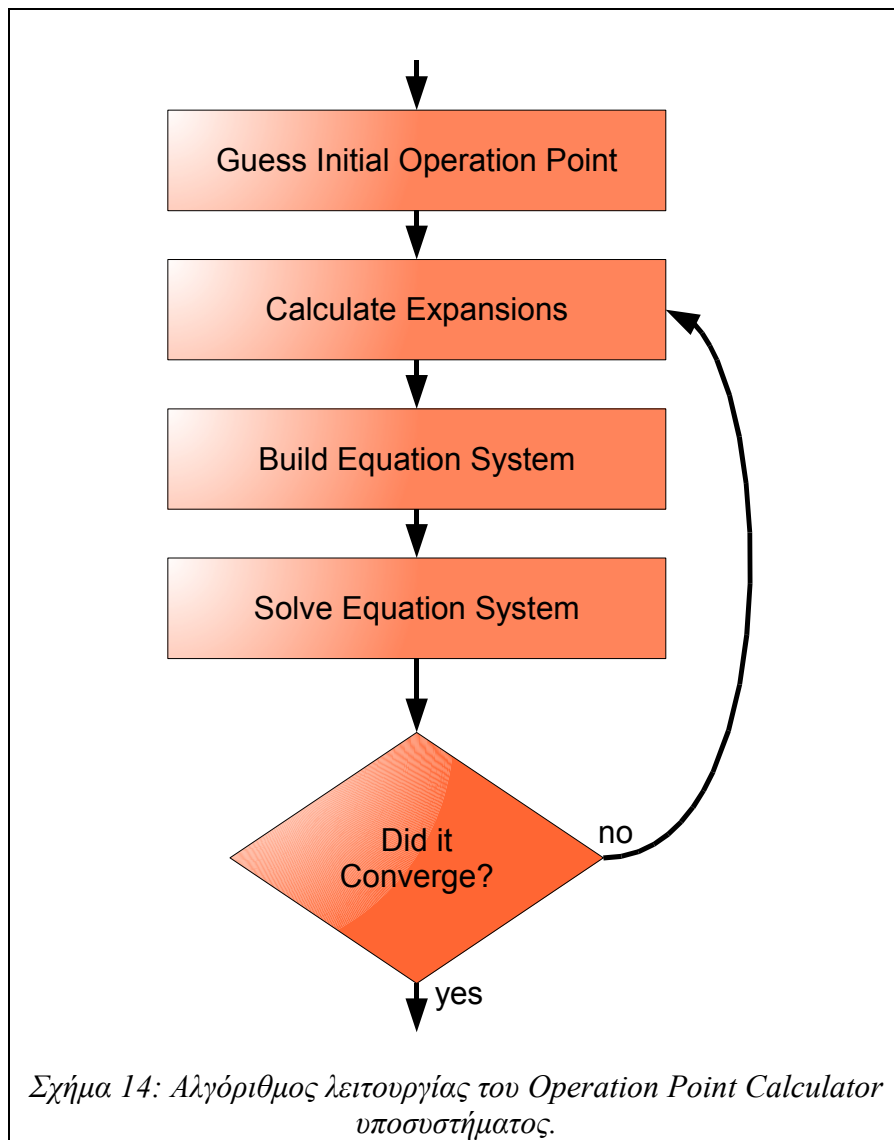 Guess Initial Operation Point
Calculate Expansions
Build Equation System
Solve Equation System
Did it
Converge?
no
yes
Σχήμα 14: Αλγόριθμος λειτουργίας του Operation Point Calculator
υποσυστήματος.